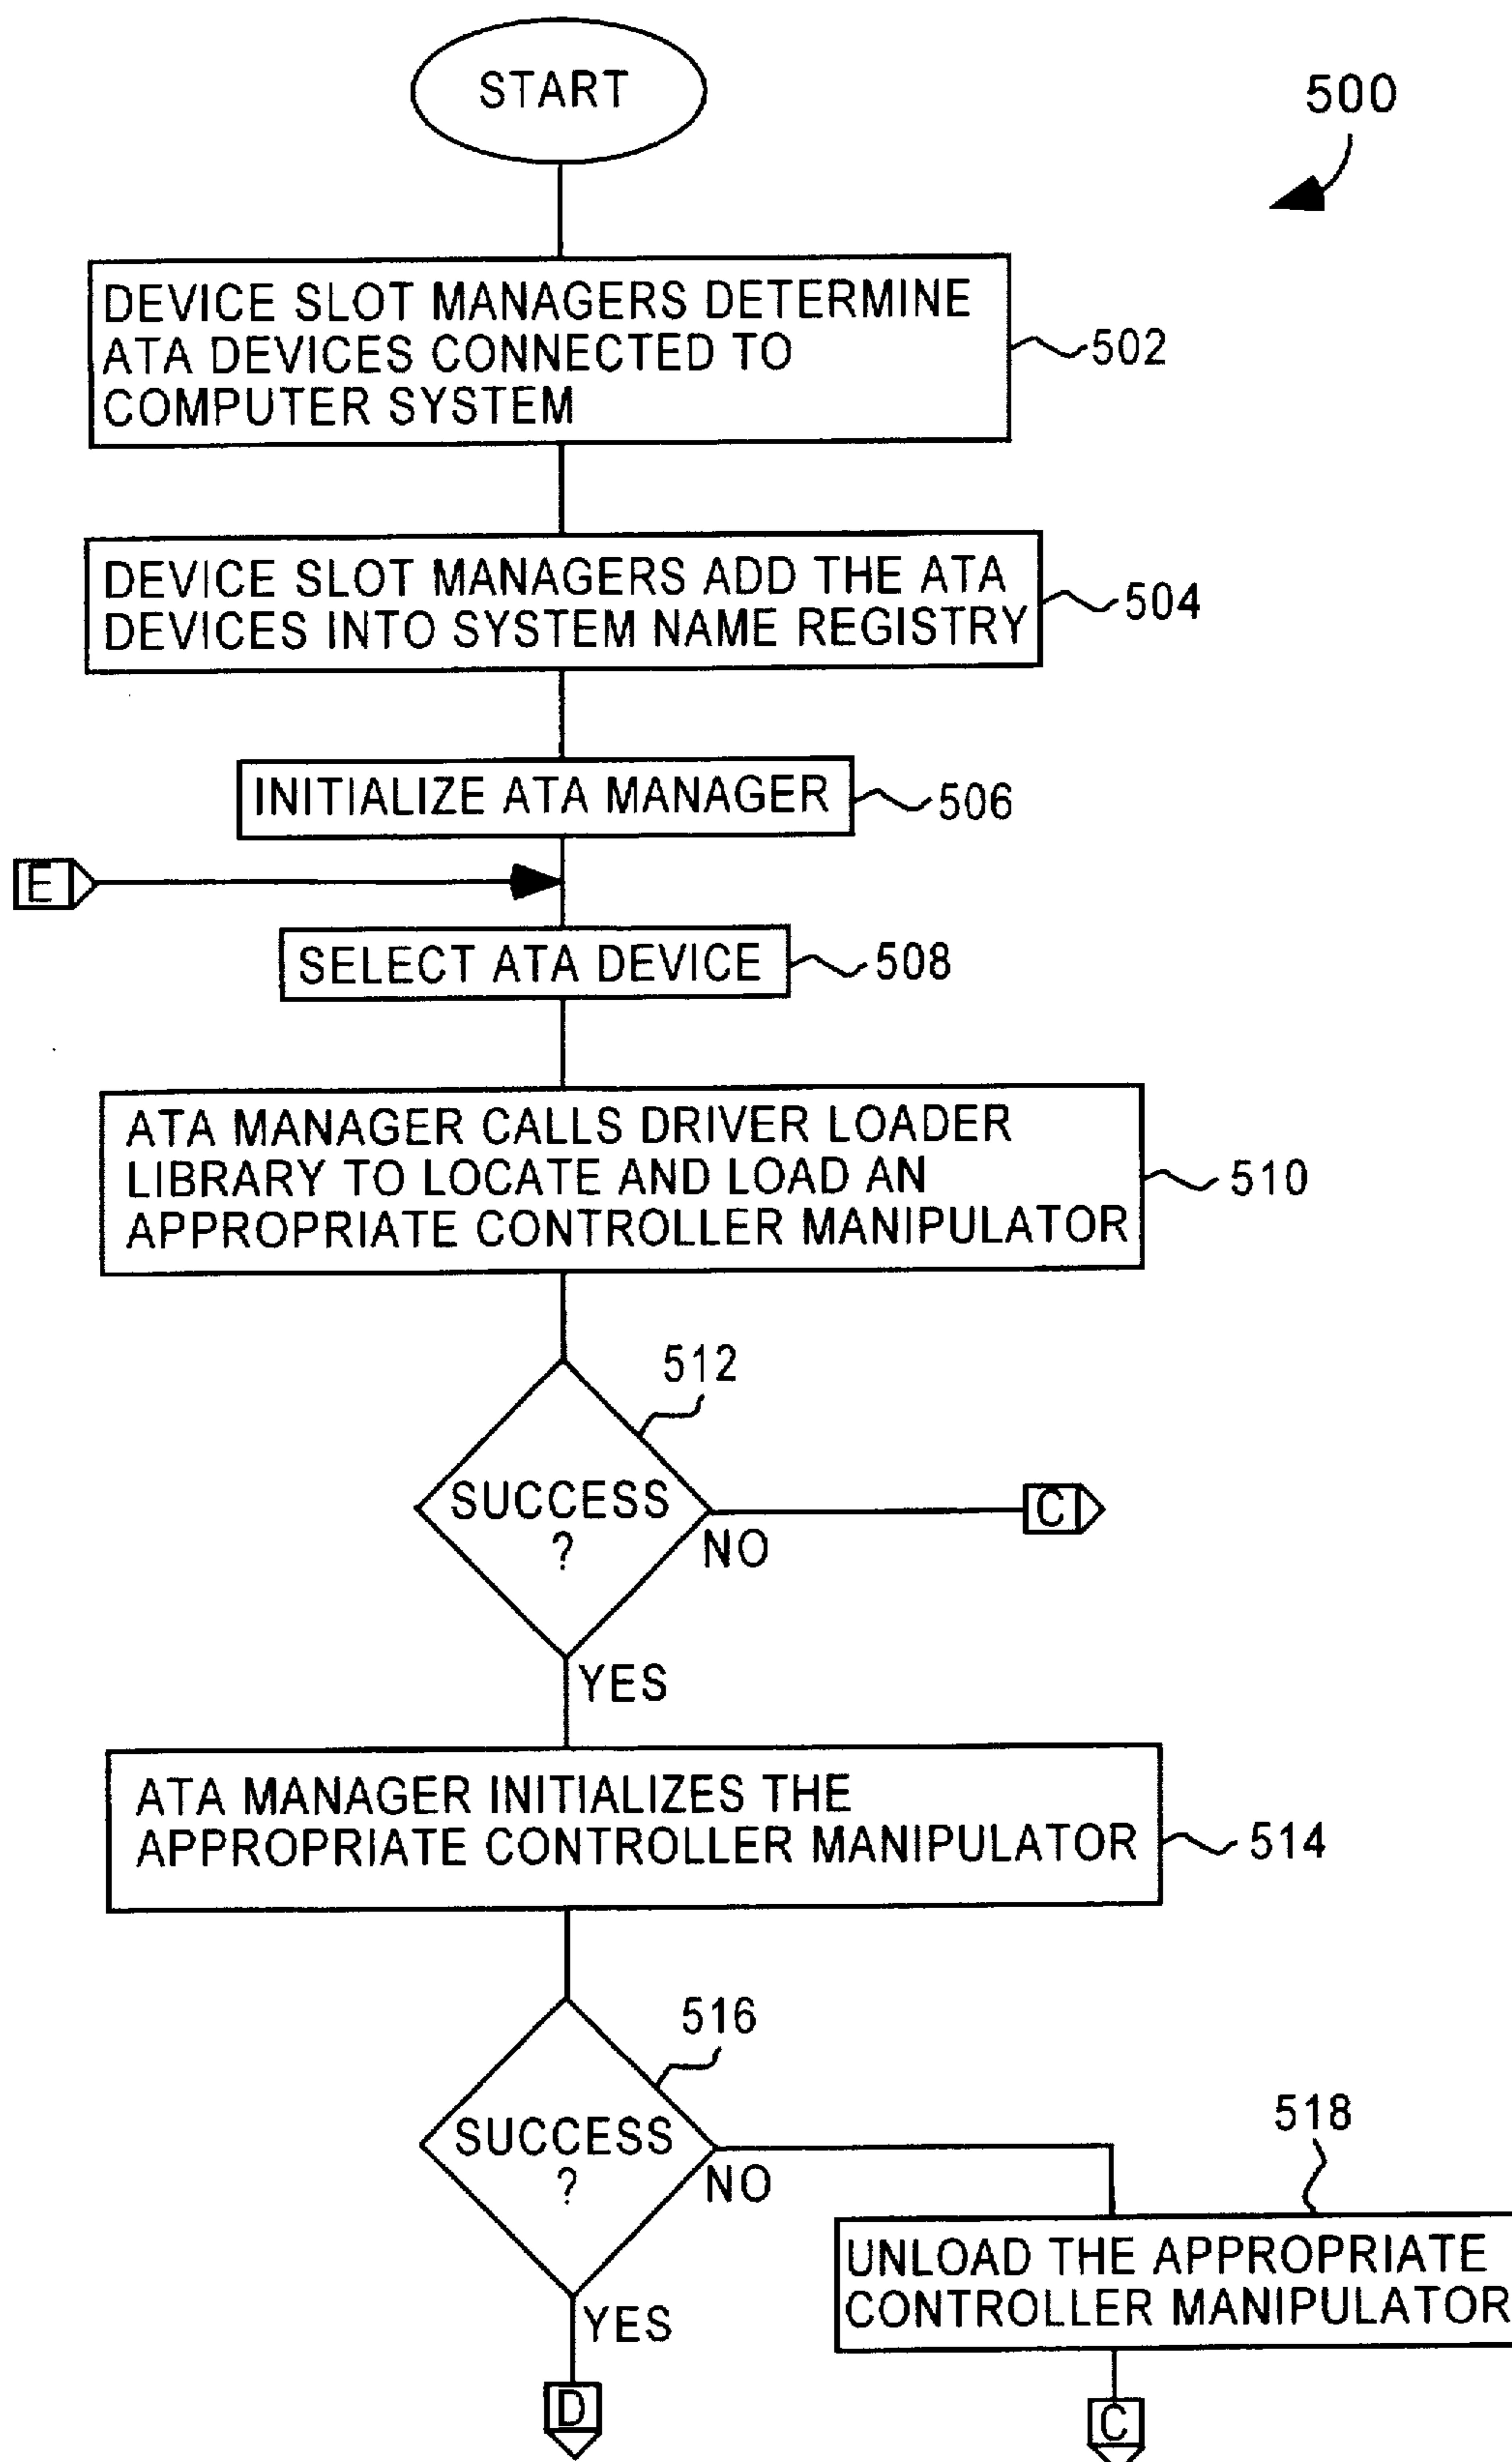 START
500
DEVICE SLOT MANAGERS DETERMINE
ATA DEVICES CONNECTED TO
COMPUTER SYSTEM
502
DEVICE SLOT MANAGERS ADD THE ATA
DEVICES INTO SYSTEM NAME REGISTRY
504
INITIALIZE ATA MANAGER
506
E
SELECT ATA DEVICE
508
ATA MANAGER CALLS DRIVER LOADER
LIBRARY TO LOCATE AND LOAD AN
APPROPRIATE CONTROLLER MANIPULATOR
510
512
SUCCESS
?
NO
C
YES
ATA MANAGER INITIALIZES THE
APPROPRIATE CONTROLLER MANIPULATOR
514
516
SUCCESS
?
NO
518
UNLOAD THE APPROPRIATE
CONTROLLER MANIPULATOR
YES
D
C